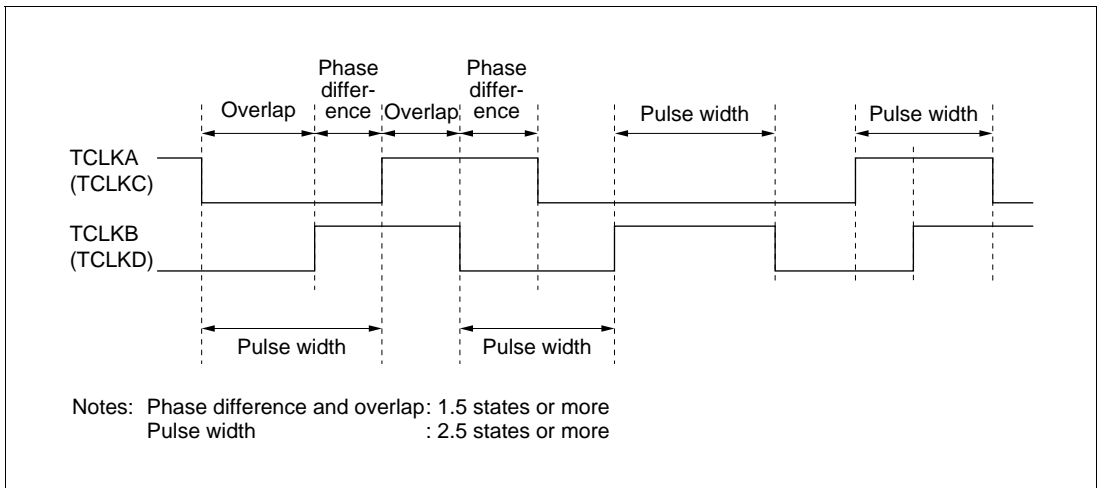 Phase
differ-
ence
Phase
differ-
ence
Overlap
Overlap
Pulse width
Pulse width
TCLKA
(TCLKC)
TCLKB
(TCLKD)
Pulse width
Pulse width
Notes: Phase difference and overlap : 1.5 states or more
Pulse width : 2.5 states or more